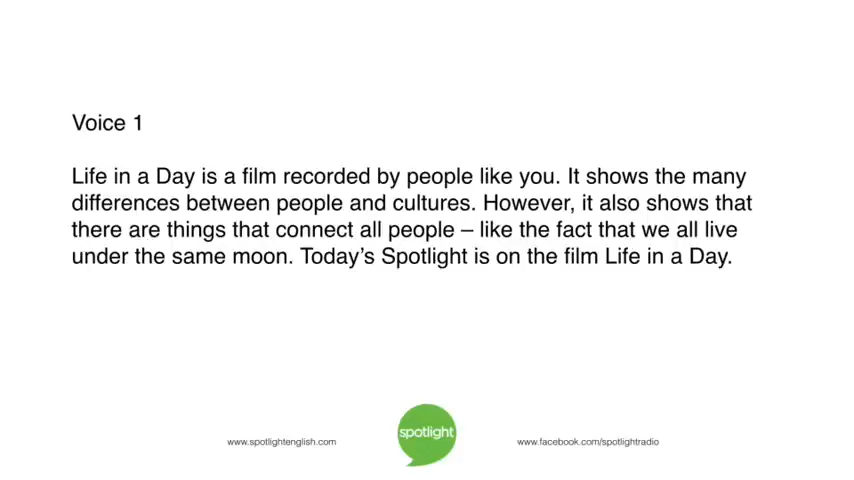 Voice 1
Life in a Day is a film recorded by people like you. It shows the many
differences between people and cultures. However, it also shows that
there are things that connect all people – like the fact that we all live
under the same moon. Today’s Spotlight is on the film Life in a Day.
spotlight
www.spotlightenglish.com
www.facebook.com/spotlightradio